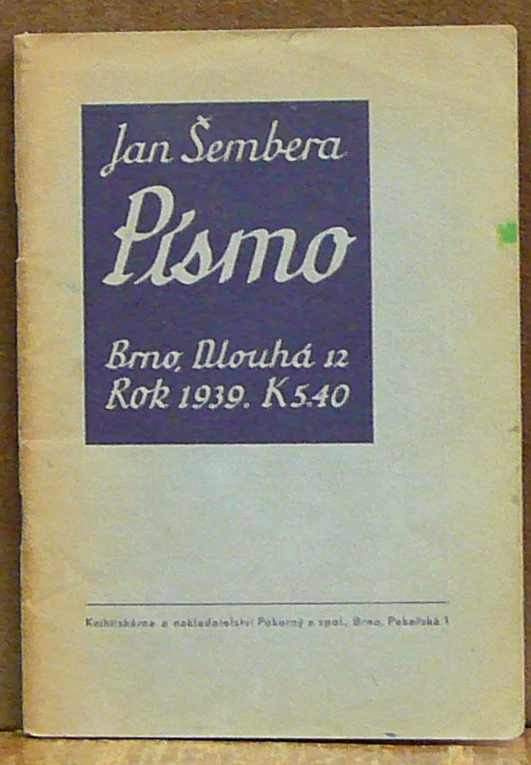 Jan Šembera
Písmo
Brno, Dlouhá 12
Rok 1939. K 5.40
Knihtiskárna a nakladatelství Pokorný a spol., Brno, Pekařská 1